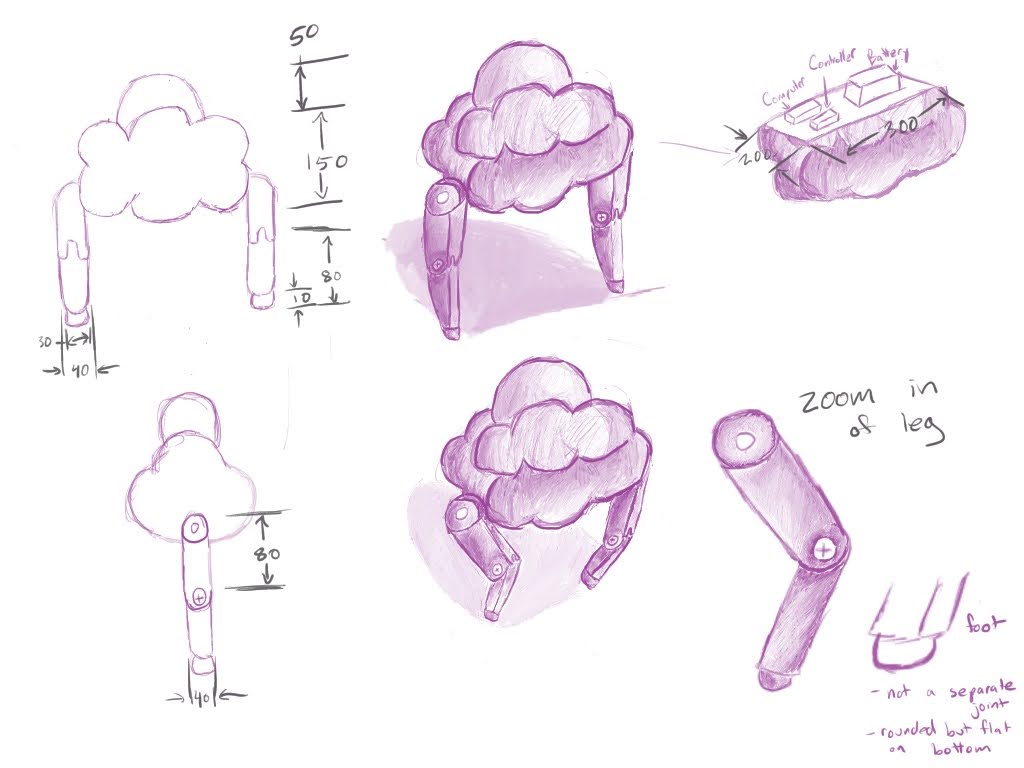 50
150
80
10
30
40
80
40
Computer
Controller
Battery
200
300
Zoom in
of leg
foot
- not a separate
joint
- rounded but flat
on bottom